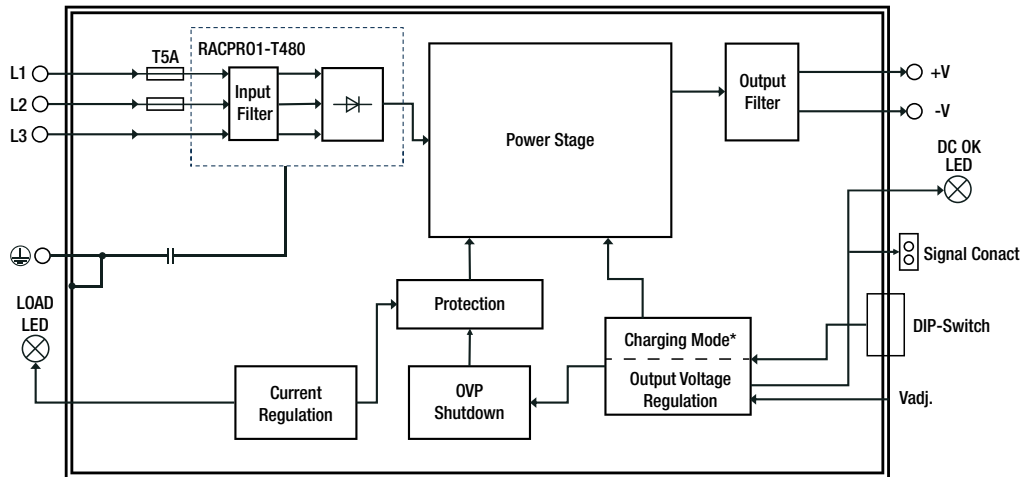 T5A
RACPRO1-T480
L1
L2
L3
Input
Filter
Power Stage
Output
Filter
+V
-V
DC OK
LED
Signal Conact
LOAD
LED
Protection
DIP-Switch
Charging Mode*
Output Voltage
Regulation
Current
Regulation
OVP
Shutdown
Vadj.